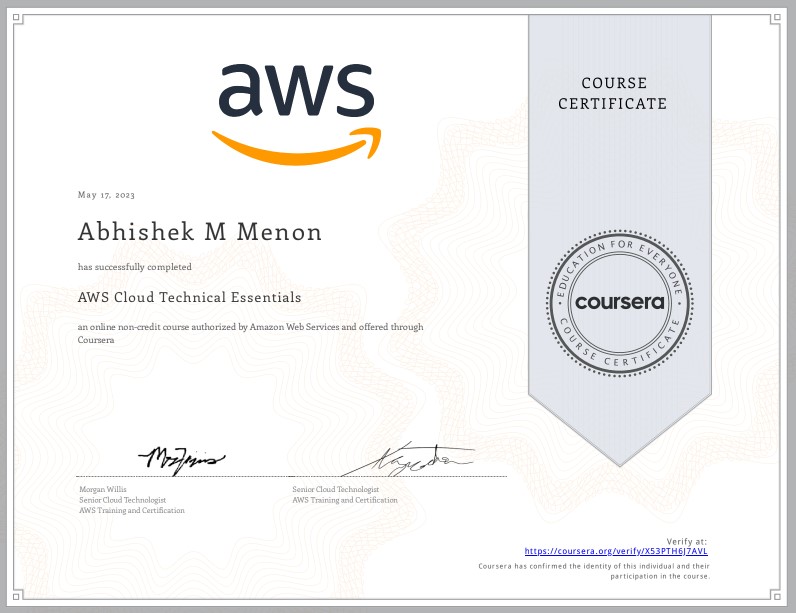 aws
COURSE
CERTIFICATE
May 17, 2023
Abhishek M Menon
has successfully completed
AWS Cloud Technical Essentials
an online non-credit course authorized by Amazon Web Services and offered through
Coursera
EDUCATION FOR EVERYONE
coursera
COURSE CERTIFICATE
Morgan Willis
Senior Cloud Technologist
AWS Training and Certification
Senior Cloud Technologist
AWS Training and Certification
Verify at:
https://coursera.org/verify/X53PTH6J7AVL
Coursera has confirmed the identity of this individual and their
participation in the course.